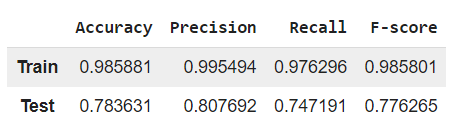 Accuracy Precision Recall F-score
Train 0.985881 0.995494 0.976296 0.985801
Test 0.783631 0.807692 0.747191 0.776265